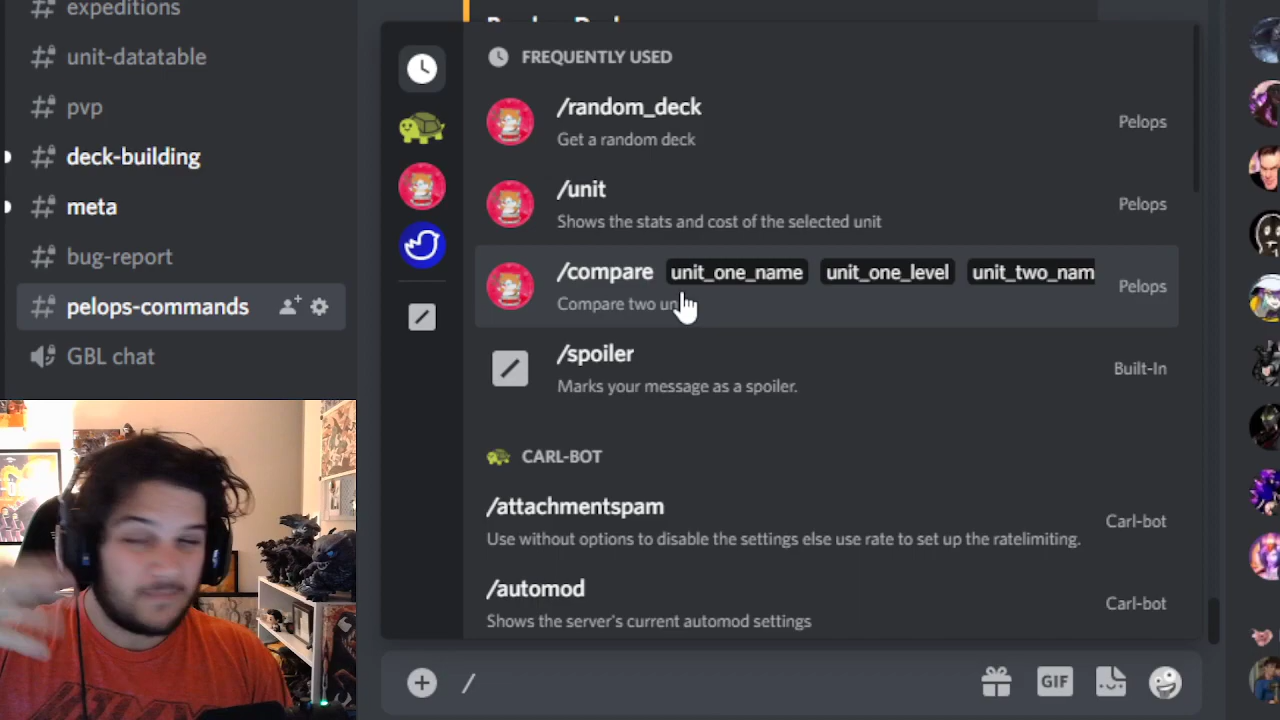 expeditions
unit-datatable
pvp
deck-building
meta
bug-report
pelops-commands
GBL chat
FREQUENTLY USED
/random_deck
Get a random deck
Pelops
/unit
Shows the stats and cost of the selected unit
Pelops
/compare unit_one_name unit_one_level unit_two_nam
Compare two un
Pelops
/spoiler
Marks your message as a spoiler.
Built-In
CARL-BOT
/attachmentspam
Use without options to disable the settings else use rate to set up the ratelimiting.
Carl-bot
/automod
Shows the server's current automod settings
Carl-bot
/
GIF